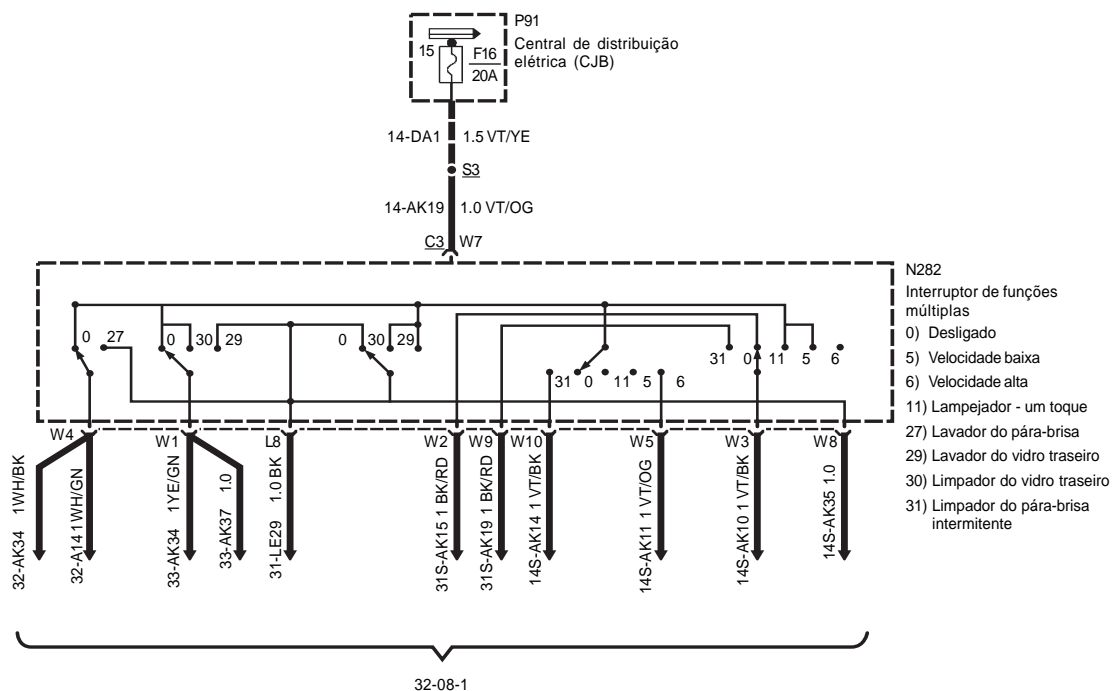 P91
Central de distribuição
elétrica (CJB)
15
F16
20A
14-DA1
1.5 VT/YE
S3
14-AK19
1.0 VT/OG
C3
W7
N282
Interruptor de funções
múltiplas
0) Desligado
5) Velocidade baixa
6) Velocidade alta
11) Lampejador - um toque
27) Lavador do pára-brisa
29) Lavador do vidro traseiro
30) Limpador do vidro traseiro
31) Limpador do pára-brisa
intermitente
0 27
0 30 29
0 30 29
31 0 11 5 6
31 0 11 5 6
W4 W1 L8 W2 W9 W10 W5 W3 W8
32-AK34 1WH/BK
32-A14 1WH/GN
33-AK34 1YE/GN
33-AK37 1.0
31-LE29 1.0 BK
31S-AK15 1 BK/RD
31S-AK19 1 BK/RD
14S-AK14 1 VT/BK
14S-AK11 1 VT/OG
14S-AK10 1 VT/BK
14S-AK35 1.0
32-08-1